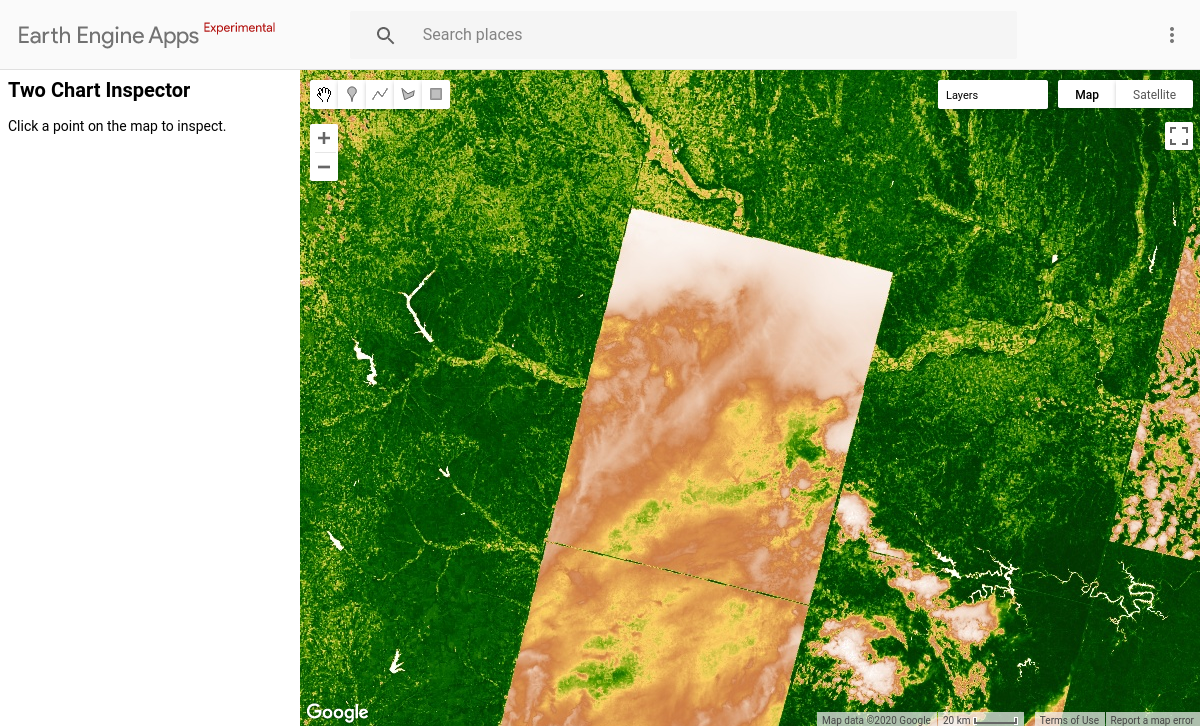 Earth Engine Apps Experimental
Search places
Two Chart Inspector
Click a point on the map to inspect.
Layers
Map Satellite
+
−
Google
Map data ©2020 Google 20 km Terms of Use Report a map error